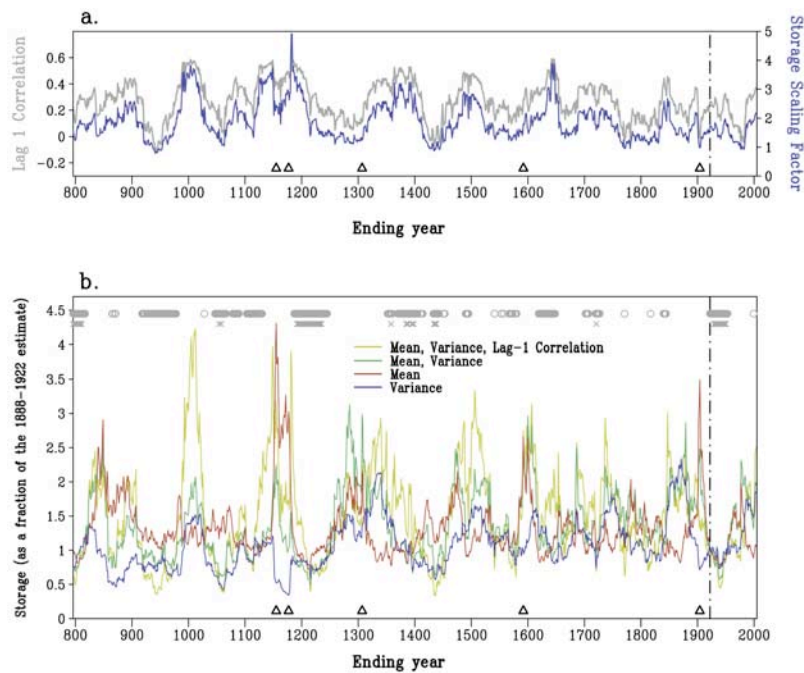 a.
Lag 1 Correlation
0.6
0.4
0.2
0
-0.2
5
4
3
2
1
0
Storage Scaling Factor
800 900 1000 1100 1200 1300 1400 1500 1600 1700 1800 1900 2000
Ending year
b.
Storage (as a fraction of the 1888-1922 estimate)
4.5
4
3.5
3
2.5
2
1.5
1
0.5
0
Mean, Variance, Lag-1 Correlation
Mean, Variance
Mean
Variance
800 900 1000 1100 1200 1300 1400 1500 1600 1700 1800 1900 2000
Ending year